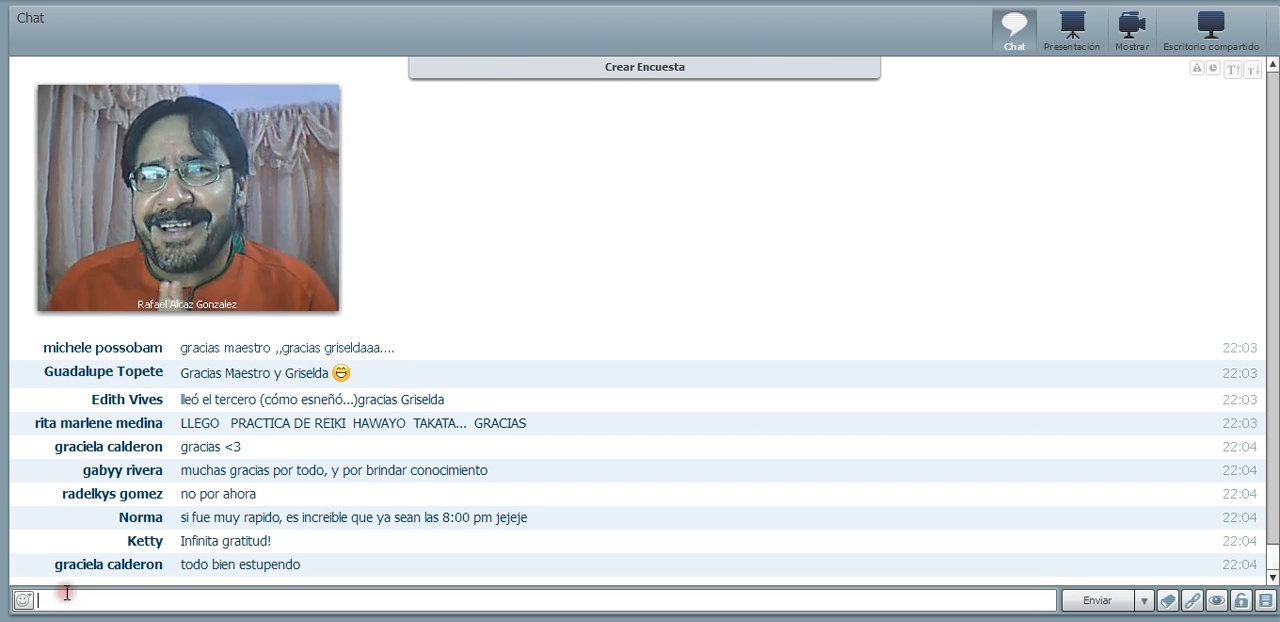 Chat
Chat Presentación Mostrar Escritorio compartido
Crear Encuesta
Rafael Alcaz Gonzalez
michele possobam gracias maestro ,,gracias griseldaaa.... 22:03
Guadalupe Topete Gracias Maestro y Griselda 22:03
Edith Vives lleó el tercero (cómo esneñó...)gracias Griselda 22:03
rita marlene medina LLEGO PRACTICA DE REIKI HAWAYO TAKATA... GRACIAS 22:03
graciela calderon gracias <3 22:04
gabyy rivera muchas gracias por todo, y por brindar conocimiento 22:04
radelkys gomez no por ahora 22:04
Norma si fue muy rapido, es increible que ya sean las 8:00 pm jejeje 22:04
Ketty Infinita gratitud! 22:04
graciela calderon todo bien estupendo 22:04
Enviar